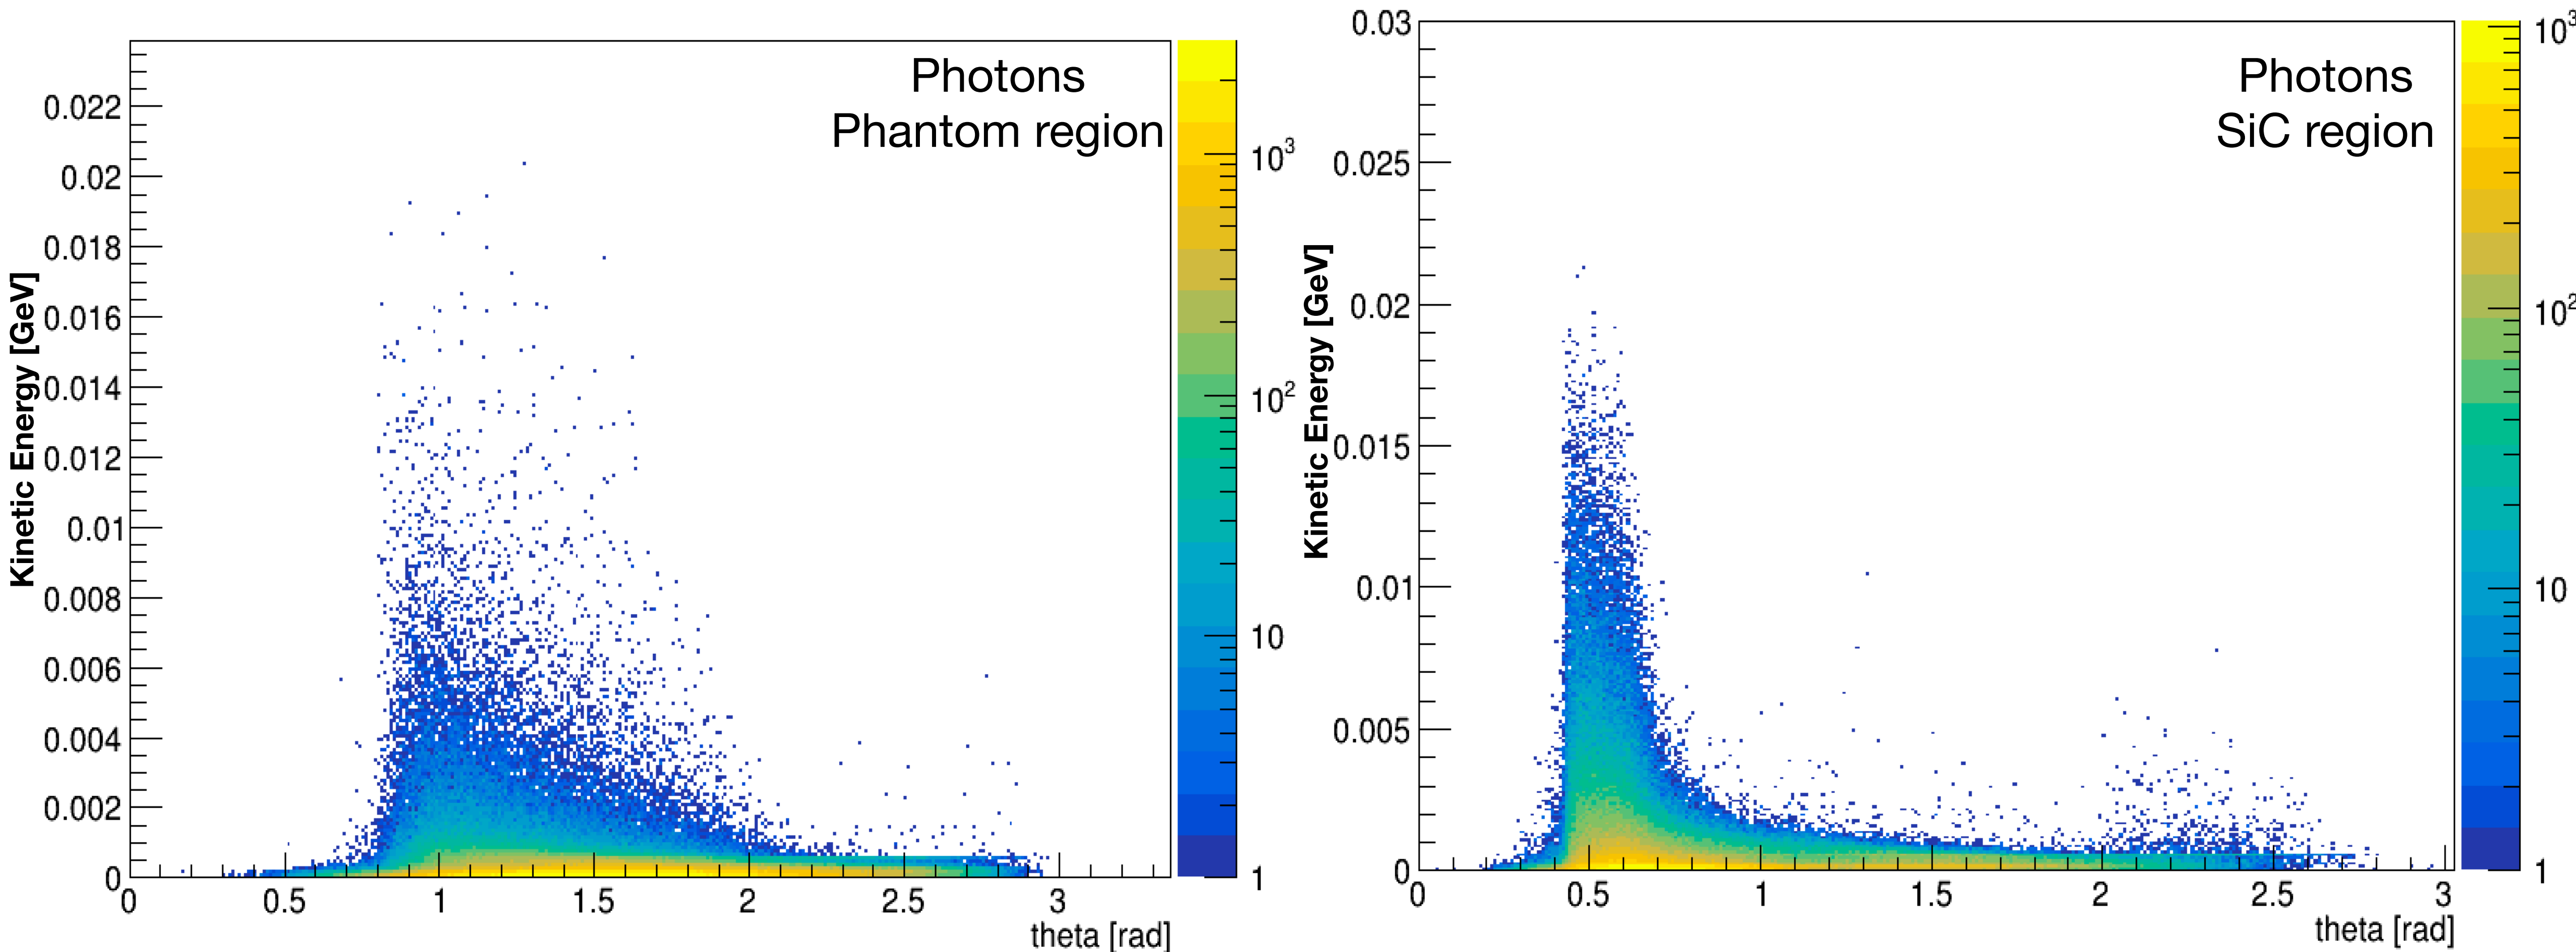 Photons
Phantom region
Kinetic Energy [GeV]
0.022
0.02
0.018
0.016
0.014
0.012
0.01
0.008
0.006
0.004
0.002
0
0 0.5 1 1.5 2 2.5 3
theta [rad]
10³
10²
10
1
Photons
SiC region
Kinetic Energy [GeV]
0.03
0.025
0.02
0.015
0.01
0.005
0
0 0.5 1 1.5 2 2.5 3
theta [rad]
10³
10²
10
1